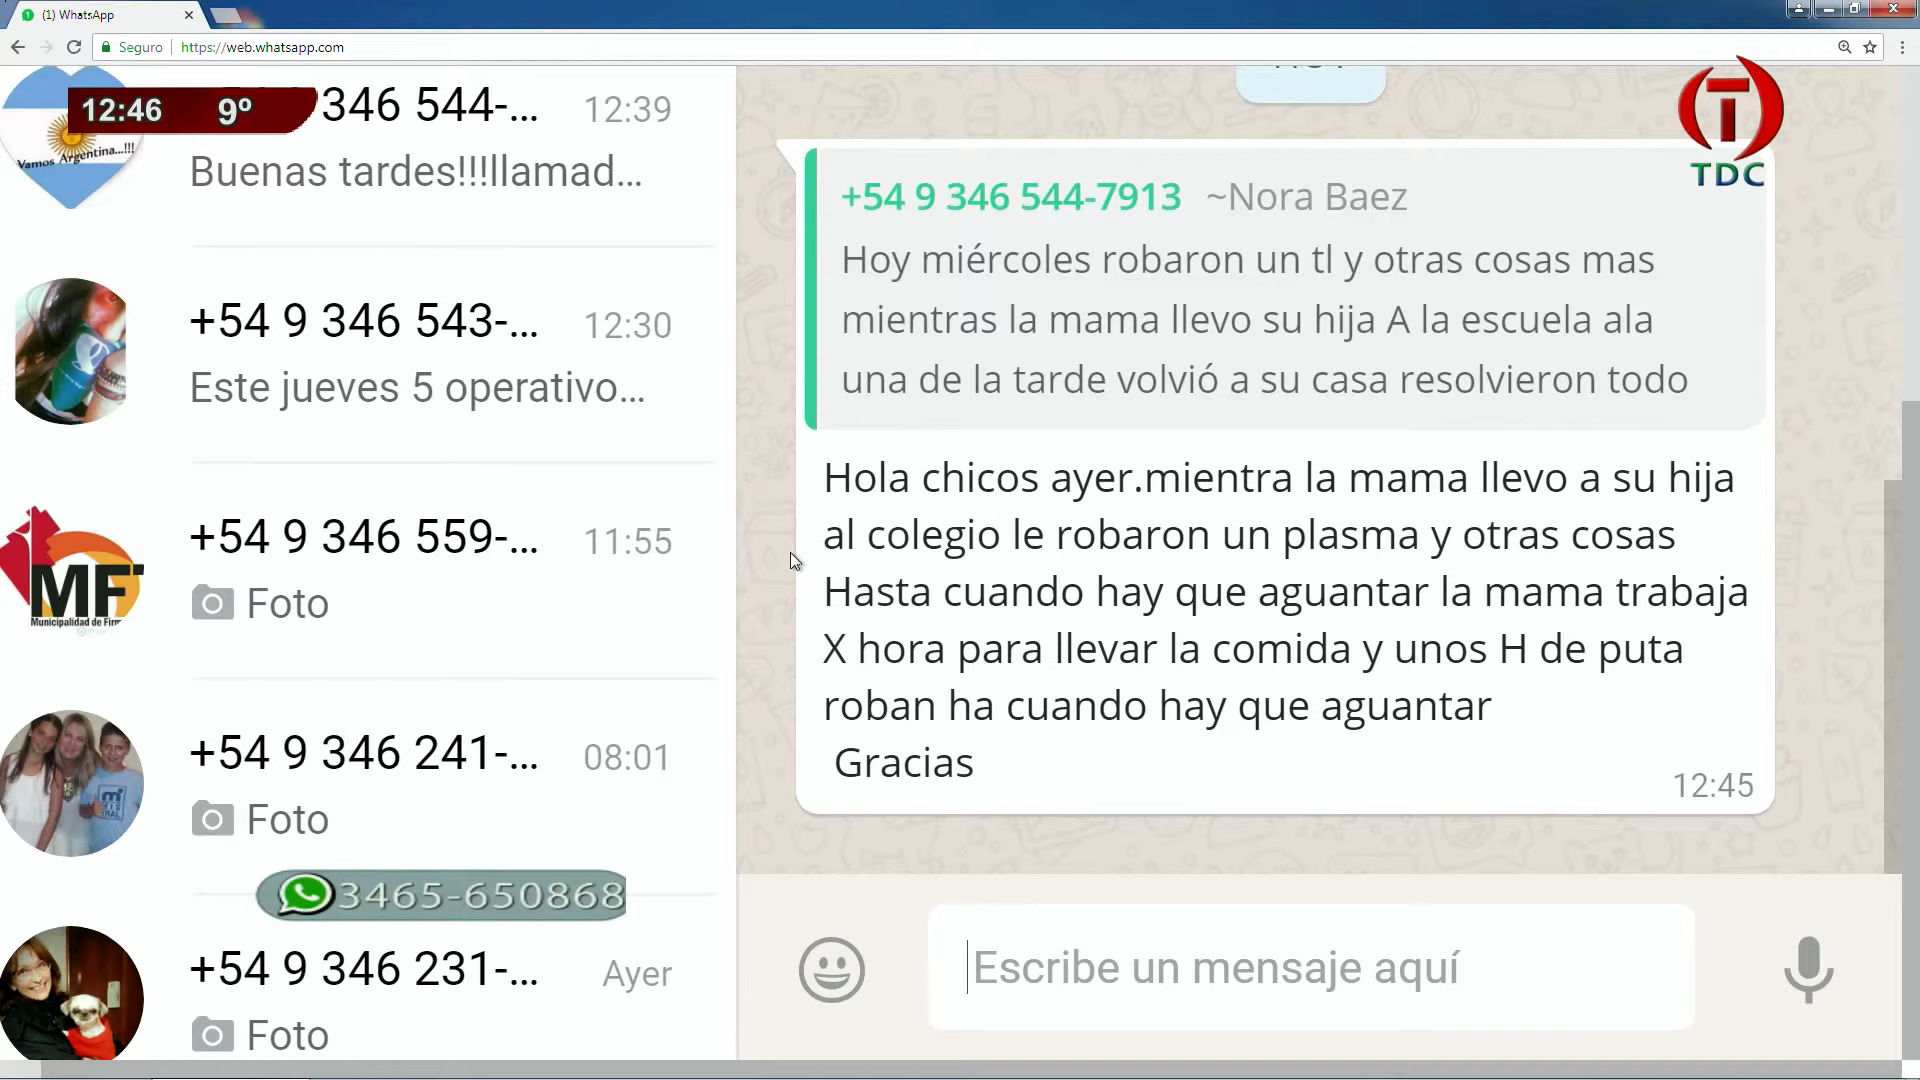 (1) WhatsApp
Seguro
https://web.whatsapp.com
12:46 9º
346 544-...
12:39
Vamos Argentina...!!!
Buenas tardes!!!llamad...
+54 9 346 543-...
12:30
Este jueves 5 operativo...
+54 9 346 559-...
11:55
MF
Municipalidad de Firm
Foto
+54 9 346 241-...
08:01
Foto
3465-650868
+54 9 346 231-...
Ayer
Foto
T
TDC
+54 9 346 544-7913 ~Nora Baez
Hoy miércoles robaron un tl y otras cosas mas
mientras la mama llevo su hija A la escuela ala
una de la tarde volvió a su casa resolvieron todo
Hola chicos ayer.mientra la mama llevo a su hija
al colegio le robaron un plasma y otras cosas
Hasta cuando hay que aguantar la mama trabaja
X hora para llevar la comida y unos H de puta
roban ha cuando hay que aguantar
Gracias
12:45
Escribe un mensaje aquí